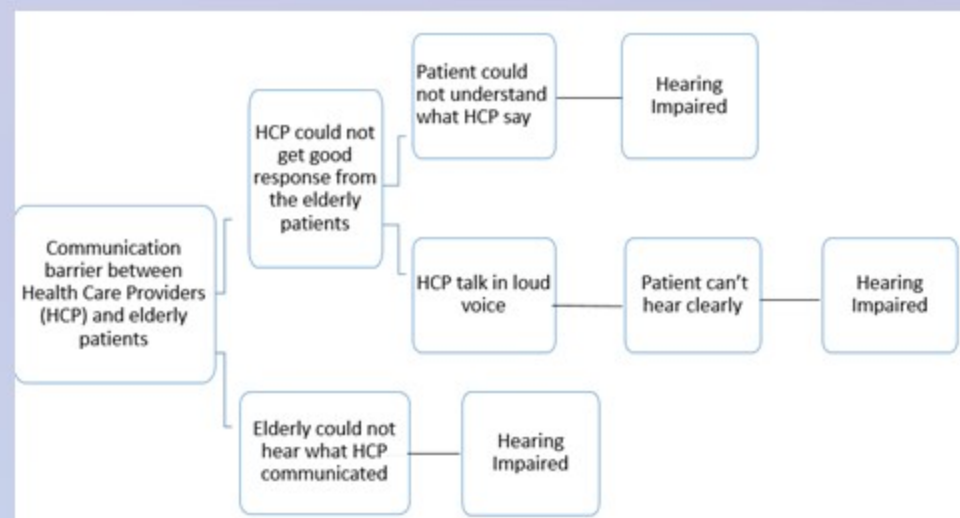 Communication
barrier between
Health Care Providers
(HCP) and elderly
patients
HCP could not
get good
response from
the elderly
patients
Patient could
not understand
what HCP say
Hearing
Impaired
HCP talk in loud
voice
Patient can't
hear clearly
Hearing
Impaired
Elderly could not
hear what HCP
communicated
Hearing
Impaired